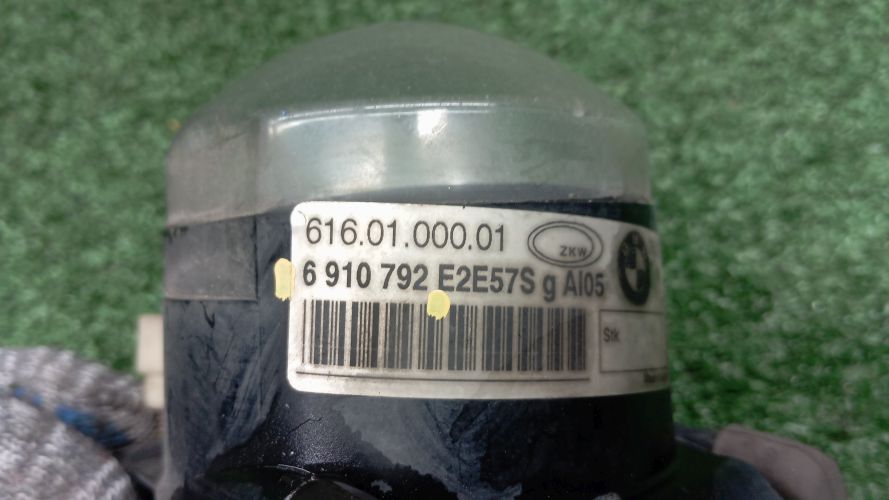 616.01.000.01
ZKW
6 910 792 E2E57S g AI05
Stk